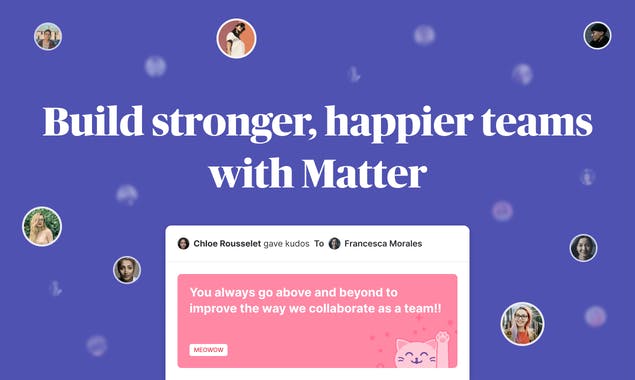 Build stronger, happier teams
with Matter
Chloe Rousselet gave kudos To Francesca Morales
You always go above and beyond to
improve the way we collaborate as a team!!
MEOWOW